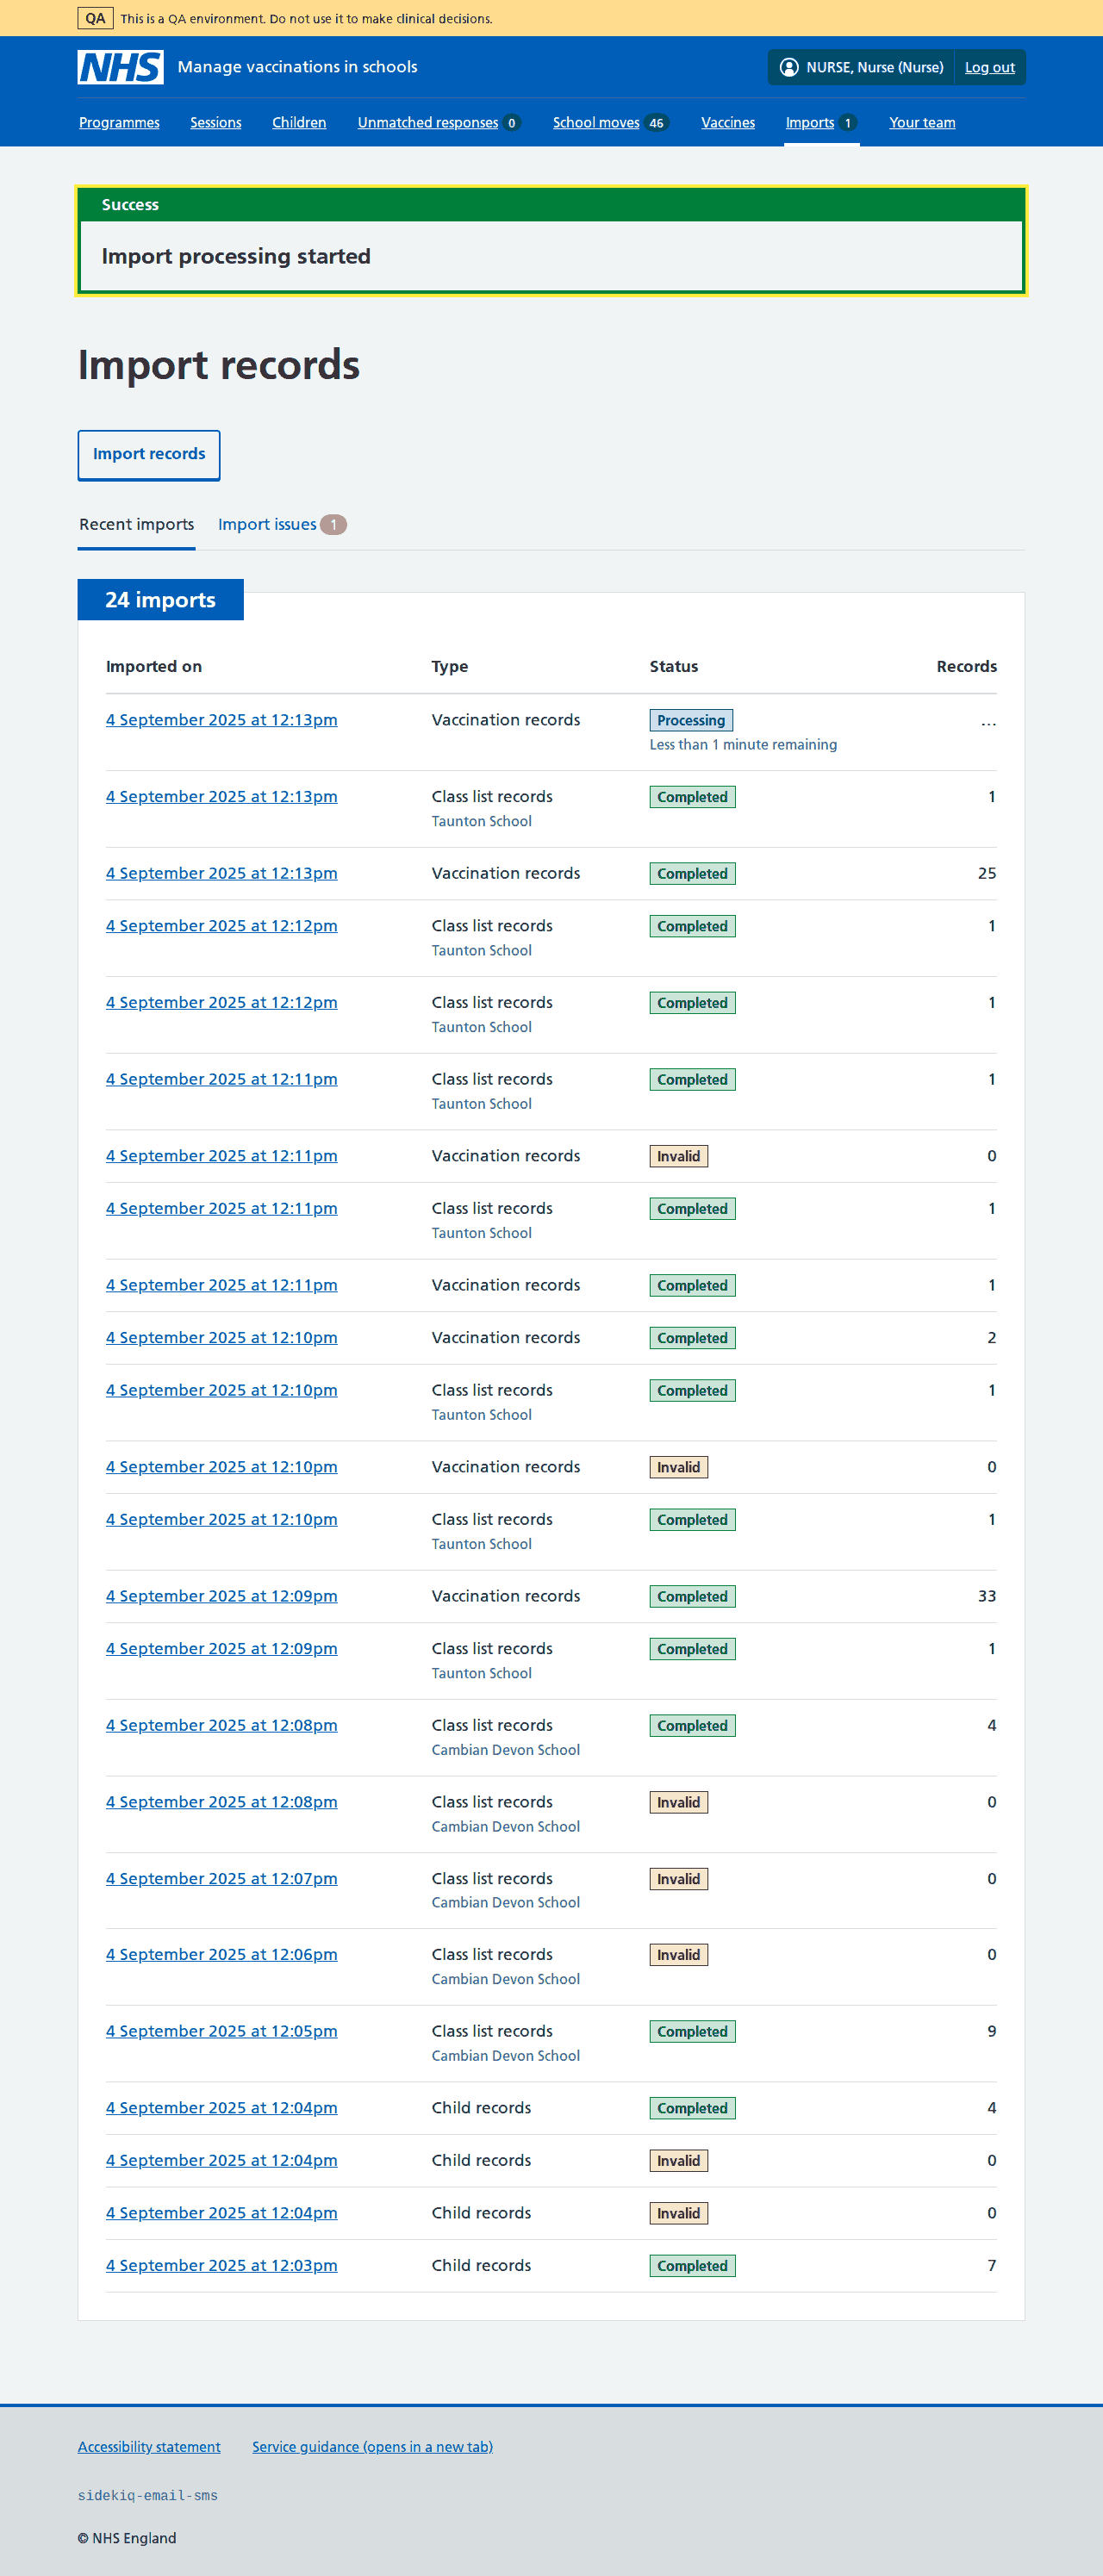 QA This is a QA environment. Do not use it to make clinical decisions.
NHS Manage vaccinations in schools NURSE, Nurse (Nurse) Log out
Programmes Sessions Children Unmatched responses 0 School moves 46 Vaccines Imports 1 Your team
Success
Import processing started
Import records
Import records
Recent imports Import issues 1
24 imports
Imported on Type Status Records
4 September 2025 at 12:13pm Vaccination records Processing ...
Less than 1 minute remaining
4 September 2025 at 12:13pm Class list records Completed 1
Taunton School
4 September 2025 at 12:13pm Vaccination records Completed 25
4 September 2025 at 12:12pm Class list records Completed 1
Taunton School
4 September 2025 at 12:12pm Class list records Completed 1
Taunton School
4 September 2025 at 12:11pm Class list records Completed 1
Taunton School
4 September 2025 at 12:11pm Vaccination records Invalid 0
4 September 2025 at 12:11pm Class list records Completed 1
Taunton School
4 September 2025 at 12:11pm Vaccination records Completed 1
4 September 2025 at 12:10pm Vaccination records Completed 2
4 September 2025 at 12:10pm Class list records Completed 1
Taunton School
4 September 2025 at 12:10pm Vaccination records Invalid 0
4 September 2025 at 12:10pm Class list records Completed 1
Taunton School
4 September 2025 at 12:09pm Vaccination records Completed 33
4 September 2025 at 12:09pm Class list records Completed 1
Taunton School
4 September 2025 at 12:08pm Class list records Completed 4
Cambian Devon School
4 September 2025 at 12:08pm Class list records Invalid 0
Cambian Devon School
4 September 2025 at 12:07pm Class list records Invalid 0
Cambian Devon School
4 September 2025 at 12:06pm Class list records Invalid 0
Cambian Devon School
4 September 2025 at 12:05pm Class list records Completed 9
Cambian Devon School
4 September 2025 at 12:04pm Child records Completed 4
4 September 2025 at 12:04pm Child records Invalid 0
4 September 2025 at 12:04pm Child records Invalid 0
4 September 2025 at 12:03pm Child records Completed 7
Accessibility statement Service guidance (opens in a new tab)
sidekiq-email-sms
© NHS England